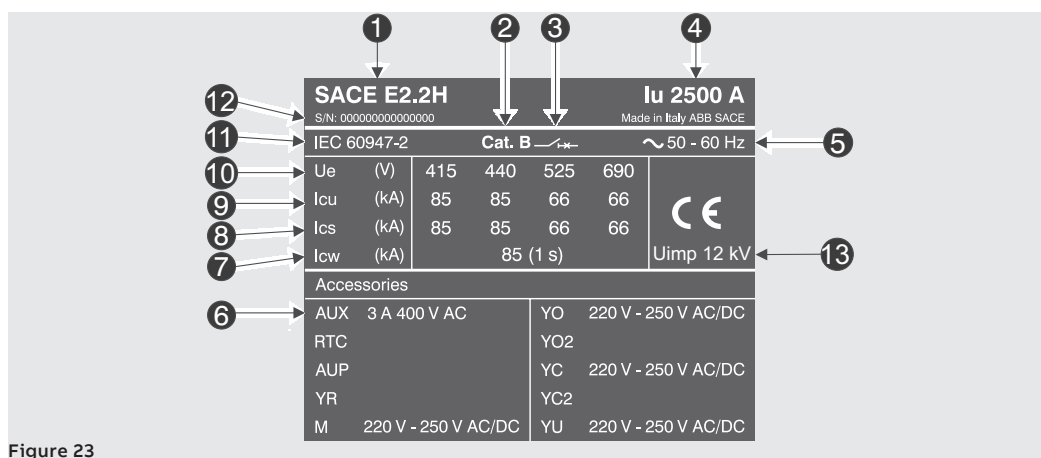 1 2 3 4
SACE E2.2H Iu 2500 A
12
S/N: 000000000000000 Made in Italy ABB SACE
11 IEC 60947-2 Cat. B 50 - 60 Hz 5
10 Ue (V) 415 440 525 690
9 Icu (kA) 85 85 66 66
CE
8 Ics (kA) 85 85 66 66
7 Icw (kA) 85 (1 s) Uimp 12 kV 13
Accessories
6 AUX 3 A 400 V AC YO 220 V - 250 V AC/DC
RTC YO2
AUP YC 220 V - 250 V AC/DC
YR YC2
M 220 V - 250 V AC/DC YU 220 V - 250 V AC/DC
Figure 23